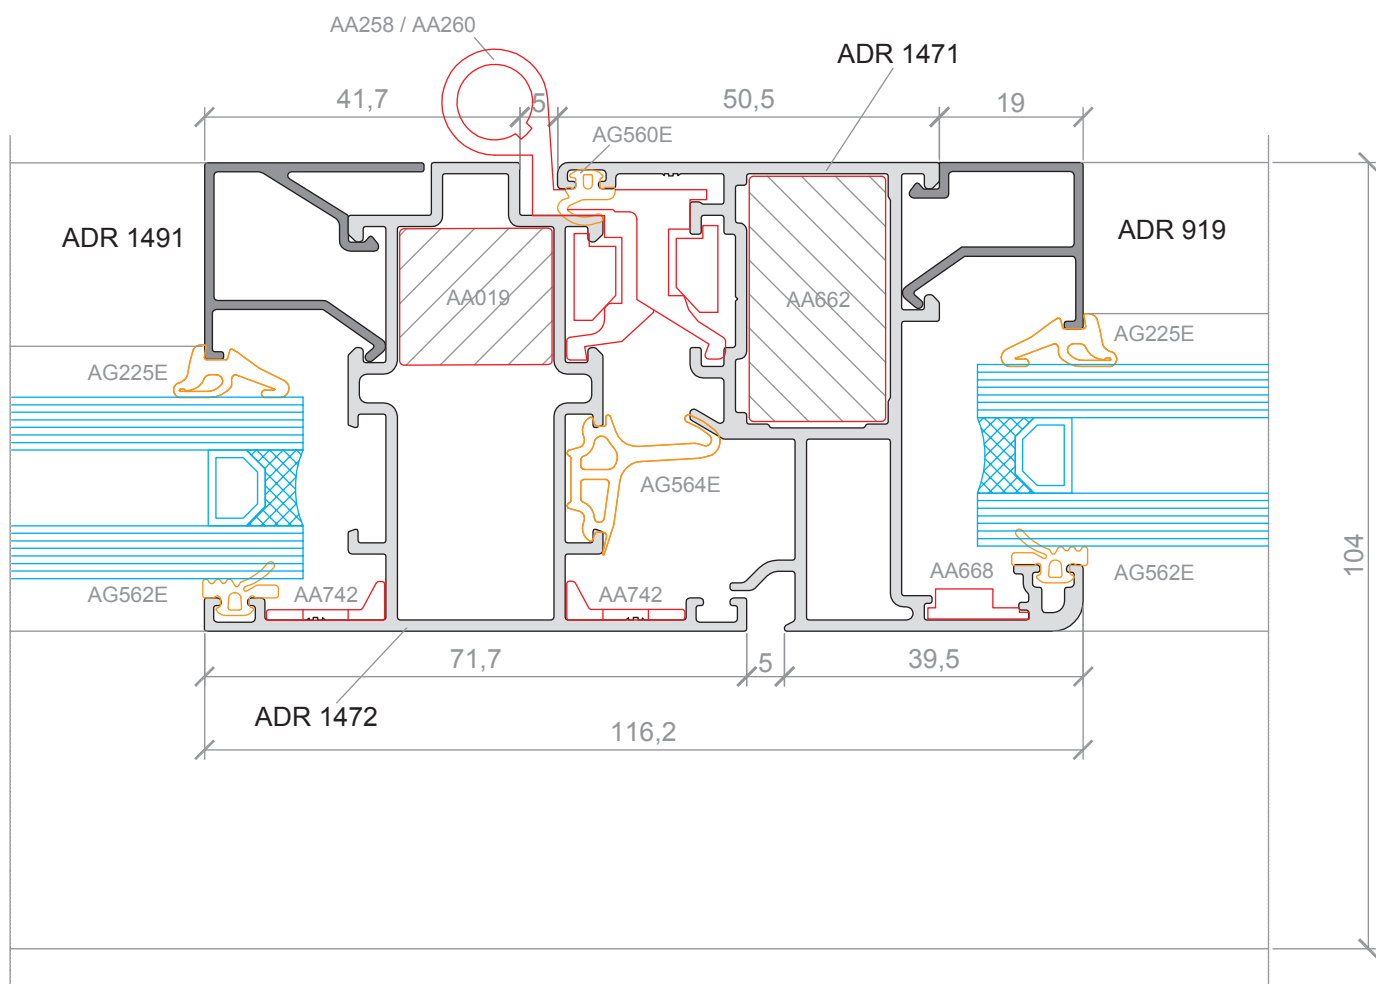 AA258 / AA260
ADR 1471
41,7
5
50,5
19
AG560E
ADR 1491
ADR 919
AA019
AA662
AG225E
AG225E
AG564E
104
AG562E
AA742
AA742
AA668
AG562E
71,7
5
39,5
ADR 1472
116,2